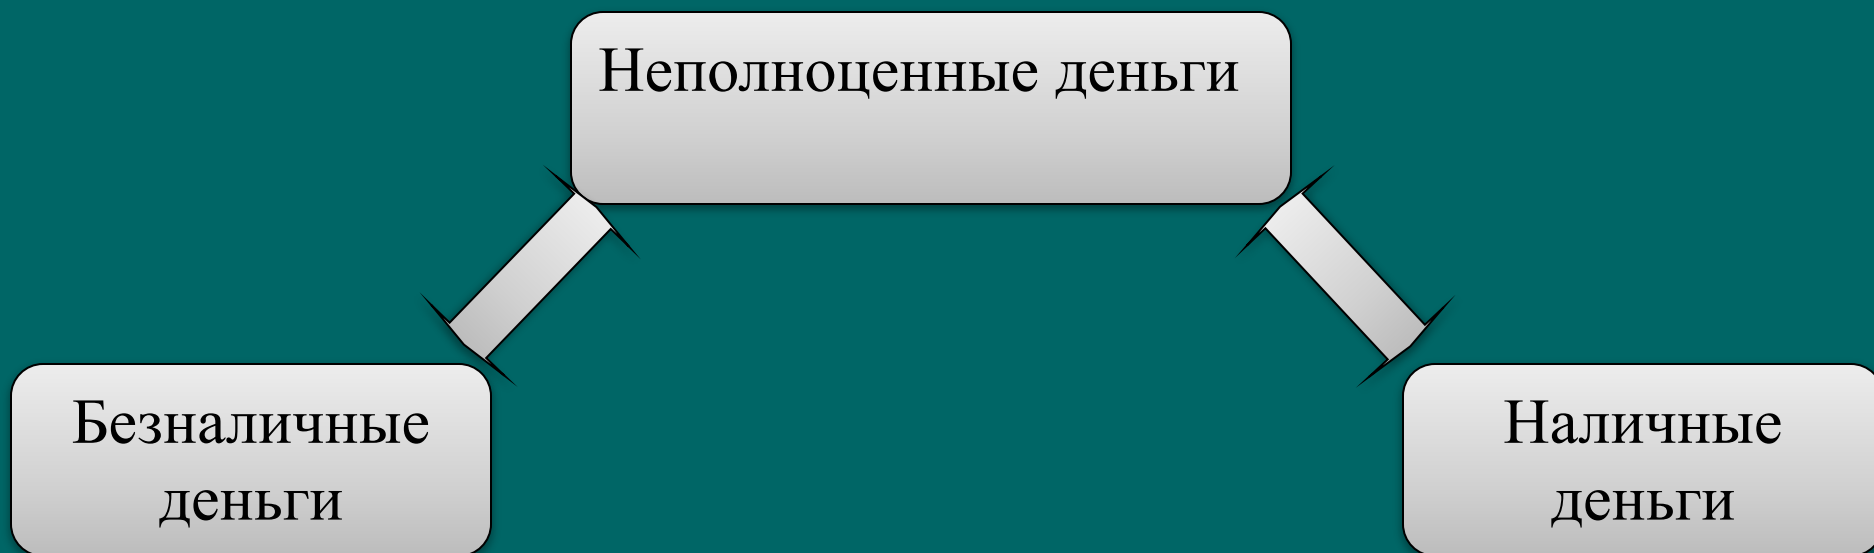 Неполноценные деньги
Безналичные
деньги
Наличные
деньги